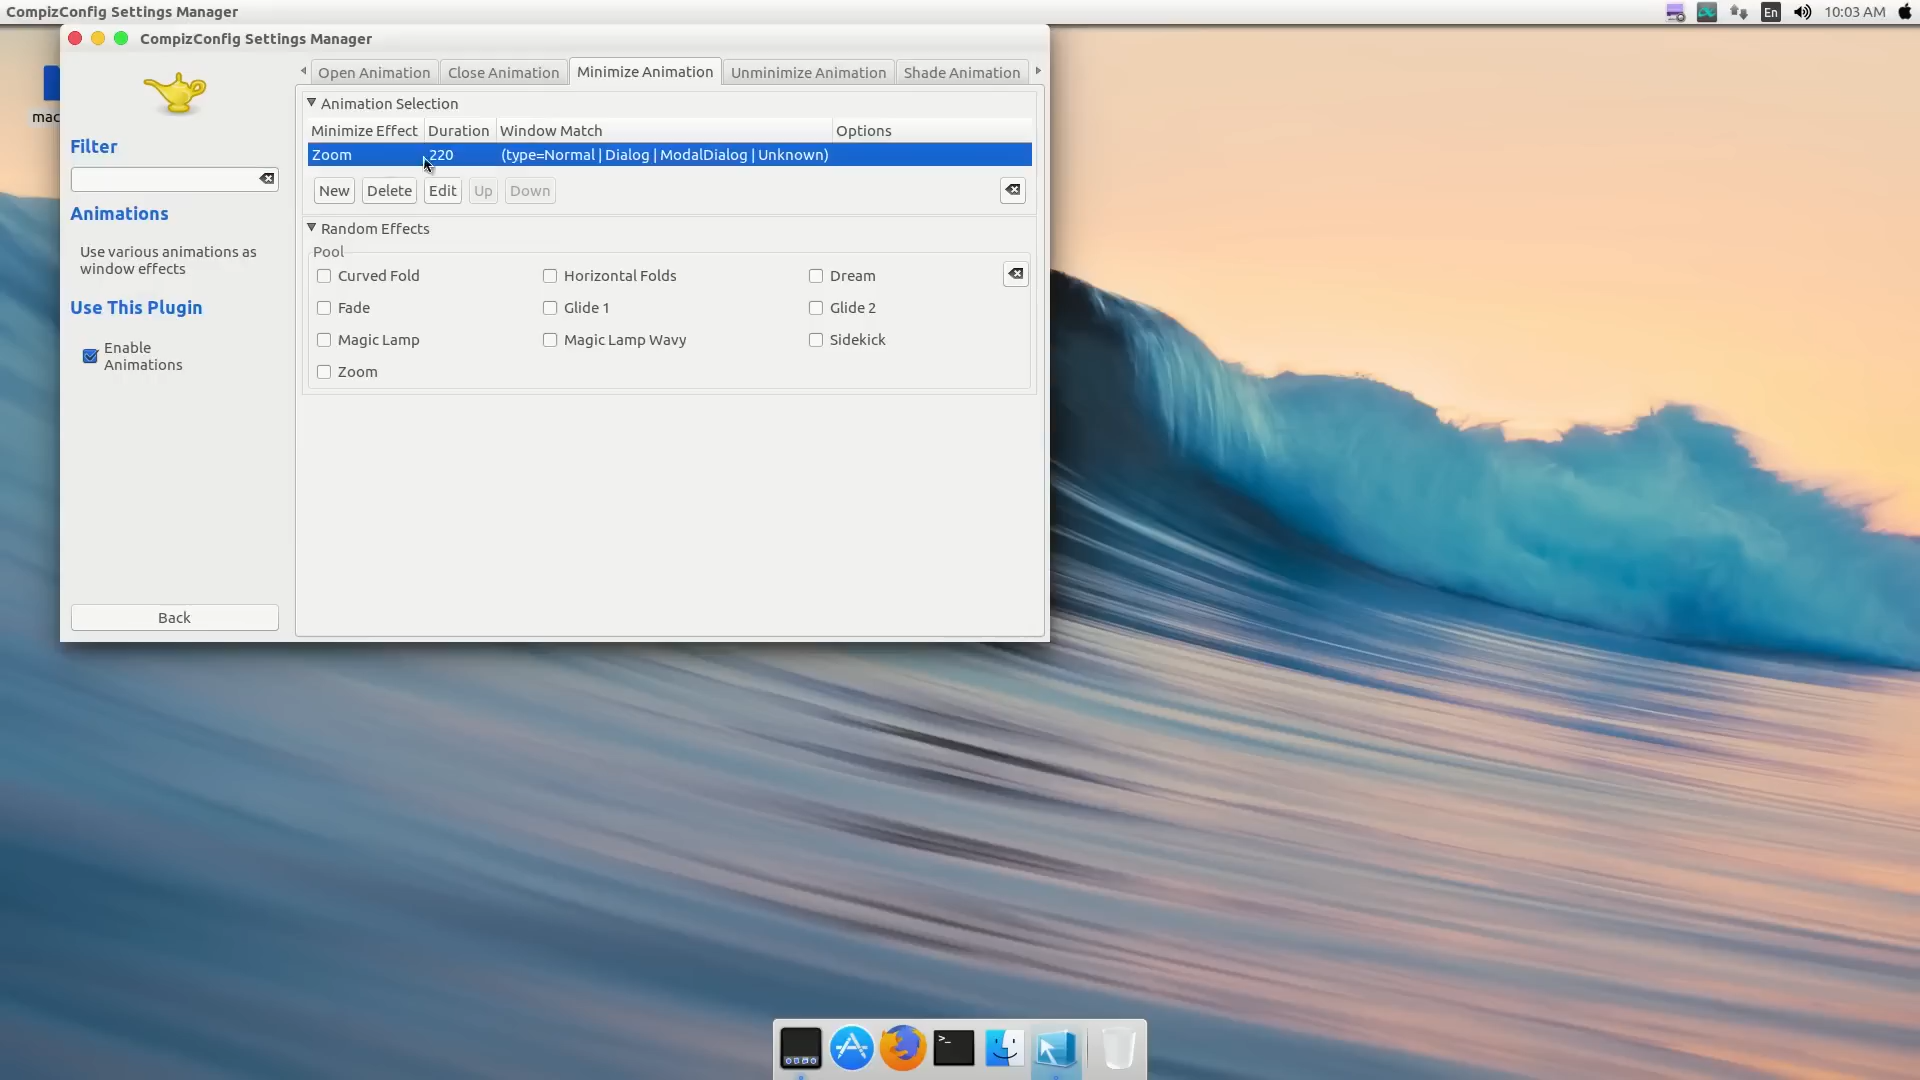 CompizConfig Settings Manager
En
10:03 AM
CompizConfig Settings Manager
Open Animation
Close Animation
Minimize Animation
Unminimize Animation
Shade Animation
mac
Filter
Animations
Use various animations as
window effects
Use This Plugin
Enable
Animations
Back
Animation Selection
Minimize Effect Duration Window Match Options
Zoom 220 (type=Normal | Dialog | ModalDialog | Unknown)
New Delete Edit Up Down
Random Effects
Pool
Curved Fold Horizontal Folds Dream
Fade Glide 1 Glide 2
Magic Lamp Magic Lamp Wavy Sidekick
Zoom
>_